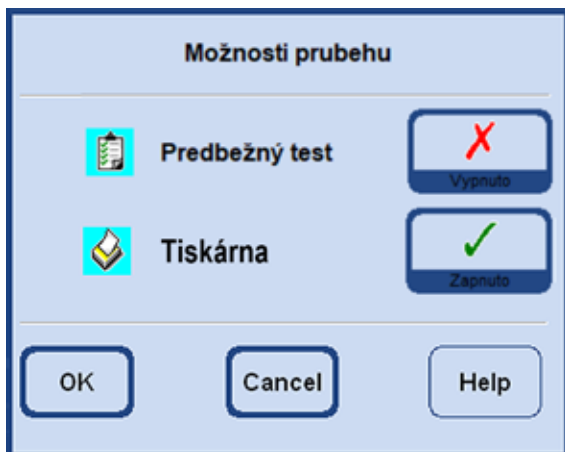 Možnosti prubehu
Predbežný test
Vypnuto
Tiskárna
Zapnuto
OK Cancel Help